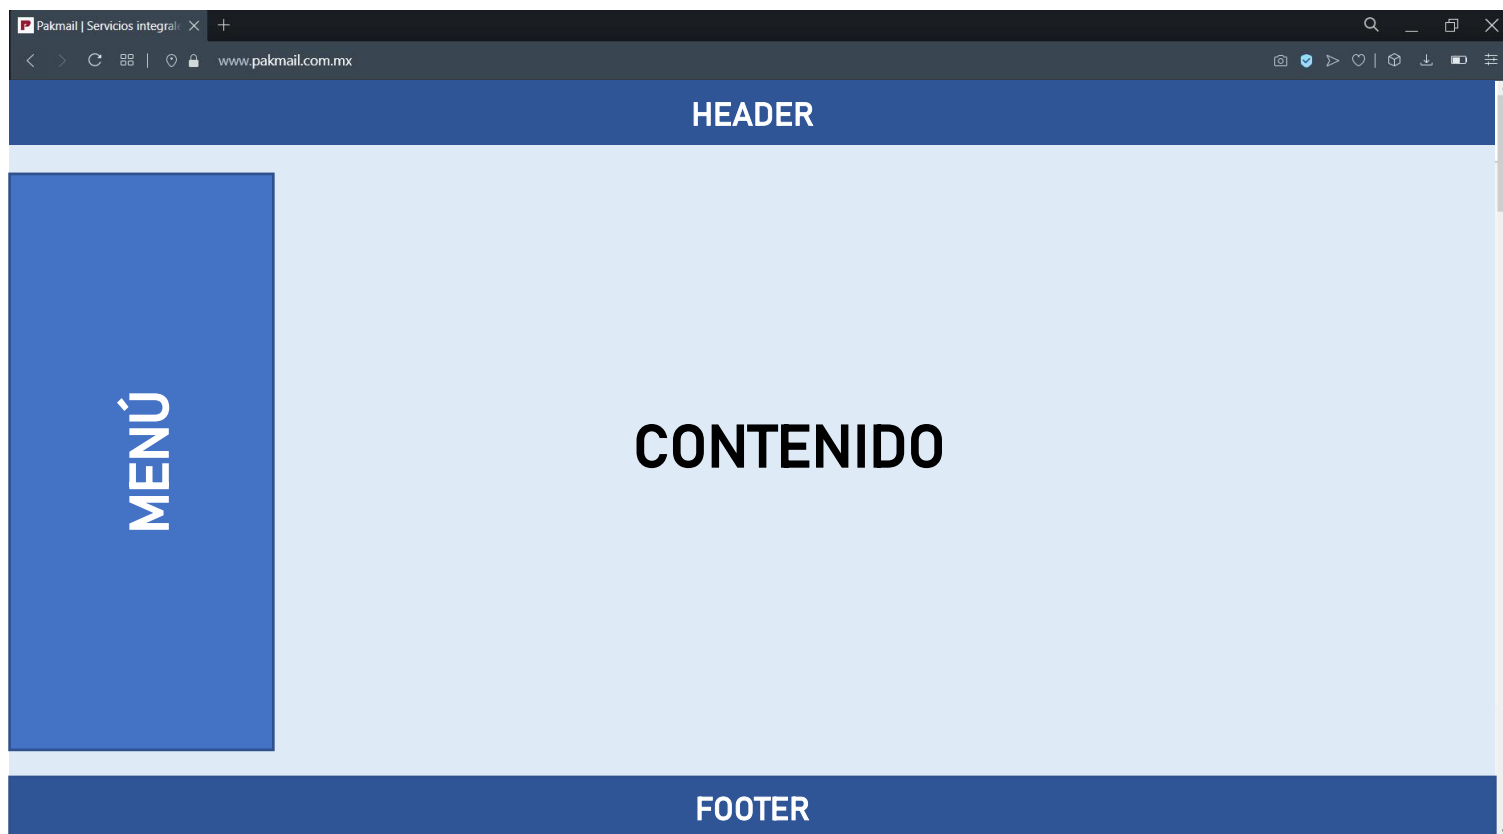 Pakmail | Servicios integrale
www.pakmail.com.mx
HEADER
MENÚ
CONTENIDO
FOOTER